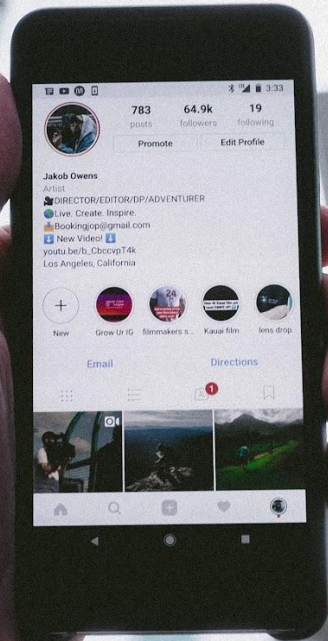 3:33
783 64.9k 19
posts followers following
Promote Edit Profile
Jakob Owens
Artist
🎥DIRECTOR/EDITOR/DP/ADVENTURER
🌎Live. Create. Inspire.
📩Bookingjop@gmail.com
⬇️ New Video! ⬇️
youtu.be/b_CbccvpT4k
Los Angeles, California
24
New Grow Ur IG filmmakers s... Kauai film lens drop
Email Directions
1